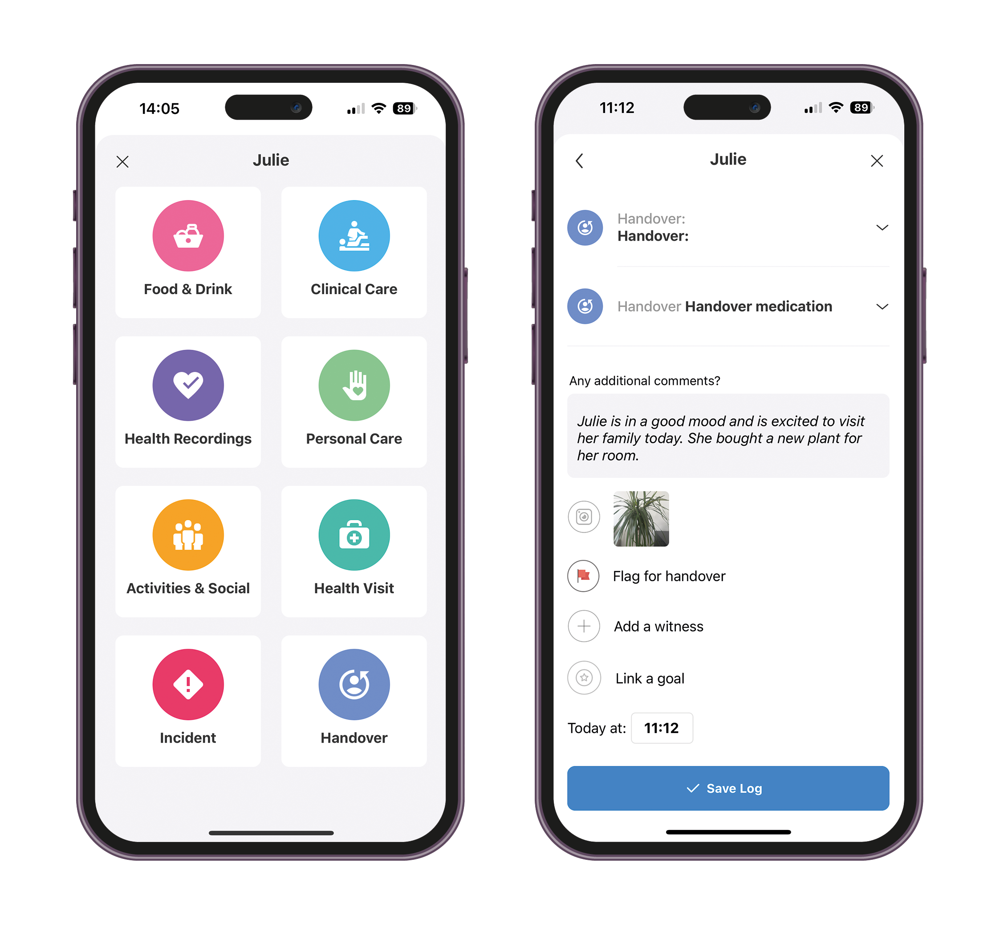 14:05
89
Julie
Food & Drink
Clinical Care
Health Recordings
Personal Care
Activities & Social
Health Visit
Incident
Handover
11:12
89
Julie
Handover:
Handover:
Handover Handover medication
Any additional comments?
Julie is in a good mood and is excited to visit
her family today. She bought a new plant for
her room.
Flag for handover
Add a witness
Link a goal
Today at: 11:12
Save Log